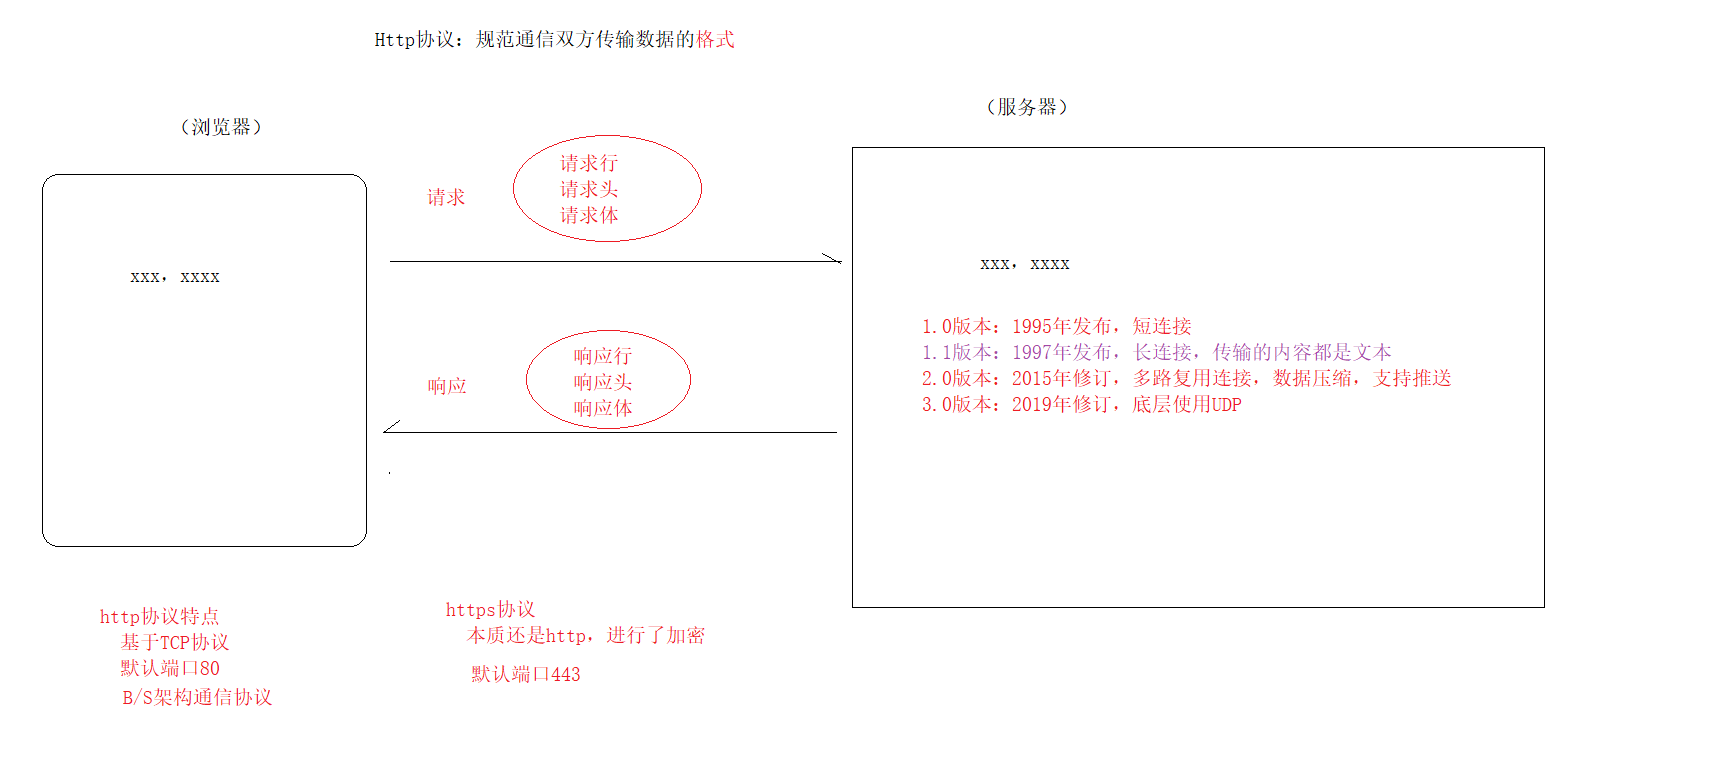 Http协议：规范通信双方传输数据的格式
（浏览器）
（服务器）
请求
请求行
请求头
请求体
xxx，xxxx
xxx，xxxx
响应
响应行
响应头
响应体
1.0版本：1995年发布，短连接
1.1版本：1997年发布，长连接，传输的内容都是文本
2.0版本：2015年修订，多路复用连接，数据压缩，支持推送
3.0版本：2019年修订，底层使用UDP
http协议特点
基于TCP协议
默认端口80
B/S架构通信协议
https协议
本质还是http，进行了加密
默认端口443